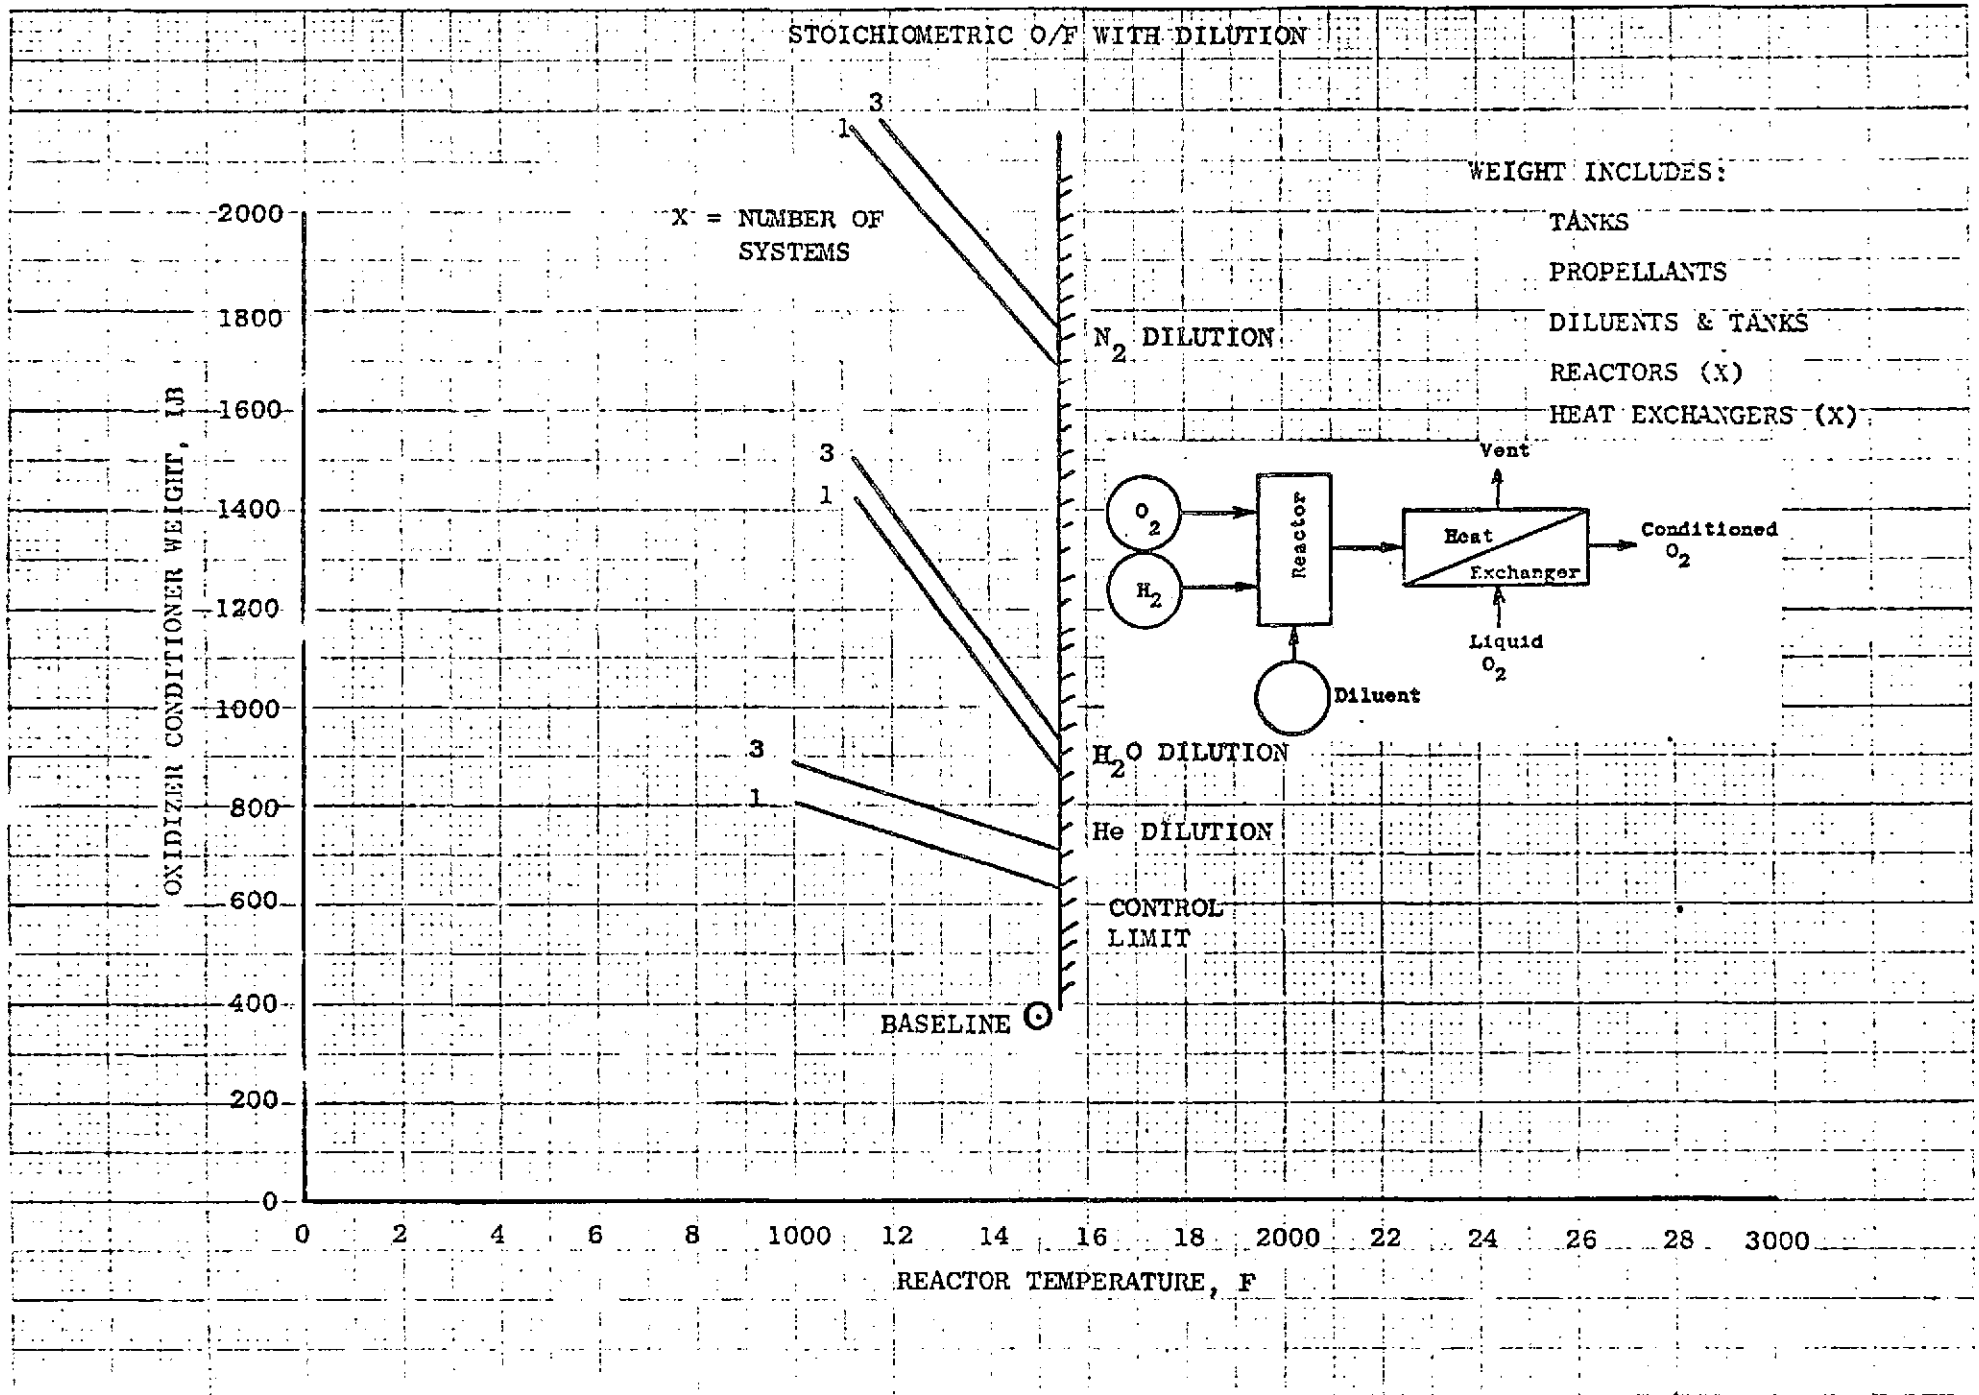 STOICHIOMETRIC O/F WITH DILUTION
3
1
WEIGHT INCLUDES:
TANKS
PROPELLANTS
DILUENTS & TANKS
REACTORS (X)
HEAT EXCHANGERS (X)
X = NUMBER OF
SYSTEMS
2000
1800
1600
1400
1200
1000
800
600
400
200
0
OXIDIZER CONDITIONER WEIGHT, LB
N2 DILUTION
3
1
H2O DILUTION
3
1
He DILUTION
CONTROL
LIMIT
BASELINE
Vent
O2
H2
Reactor
Heat
Exchanger
Conditioned
O2
Liquid
O2
Diluent
0 2 4 6 8 1000 12 14 16 18 2000 22 24 26 28 3000
REACTOR TEMPERATURE, F